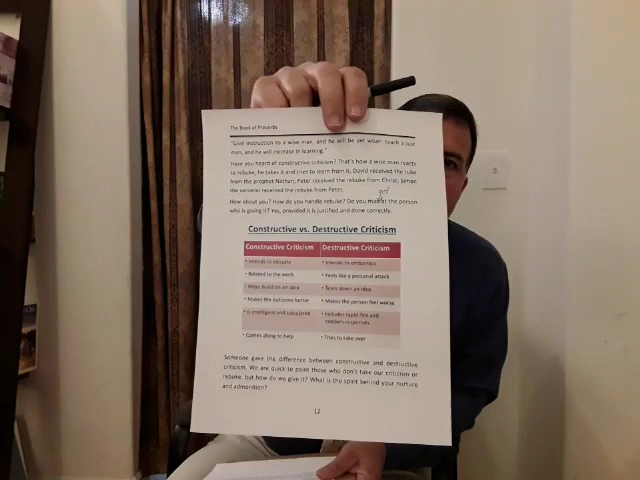 The Book of Proverbs
"Give instruction to a wise man, and he will be yet wiser: teach a just
man, and he will increase in learning."
Have you heard of constructive criticism? That's how a wise man reacts
to rebuke, he takes it and tries to learn from it. David received the
from the prophet Nathan; Peter received the rebuke from Christ; Simon
the sorcerer received the rebuke from Peter.
get
How about you? How do you handle rebuke? Do you mad at the person
who is giving it? Yes, provided it is justified and done correctly.
Constructive vs. Destructive Criticism
Constructive Criticism Destructive Criticism
• Intends to educate • Intends to embarrass
• Related to the work • Feels like a personal attack
• Helps build on an idea • Tears down an idea
• Makes the outcome better • Makes the person feel worse
• Is intelligent and calculated • Includes rapid-fire and
random responses
• Comes along to help • Tries to take over
Someone gave the difference between constructive and destructive
criticism. We are quick to point those who don't take our criticism or
rebuke, but how do we give it? What is the spirit behind your nurture
and admonition?
12